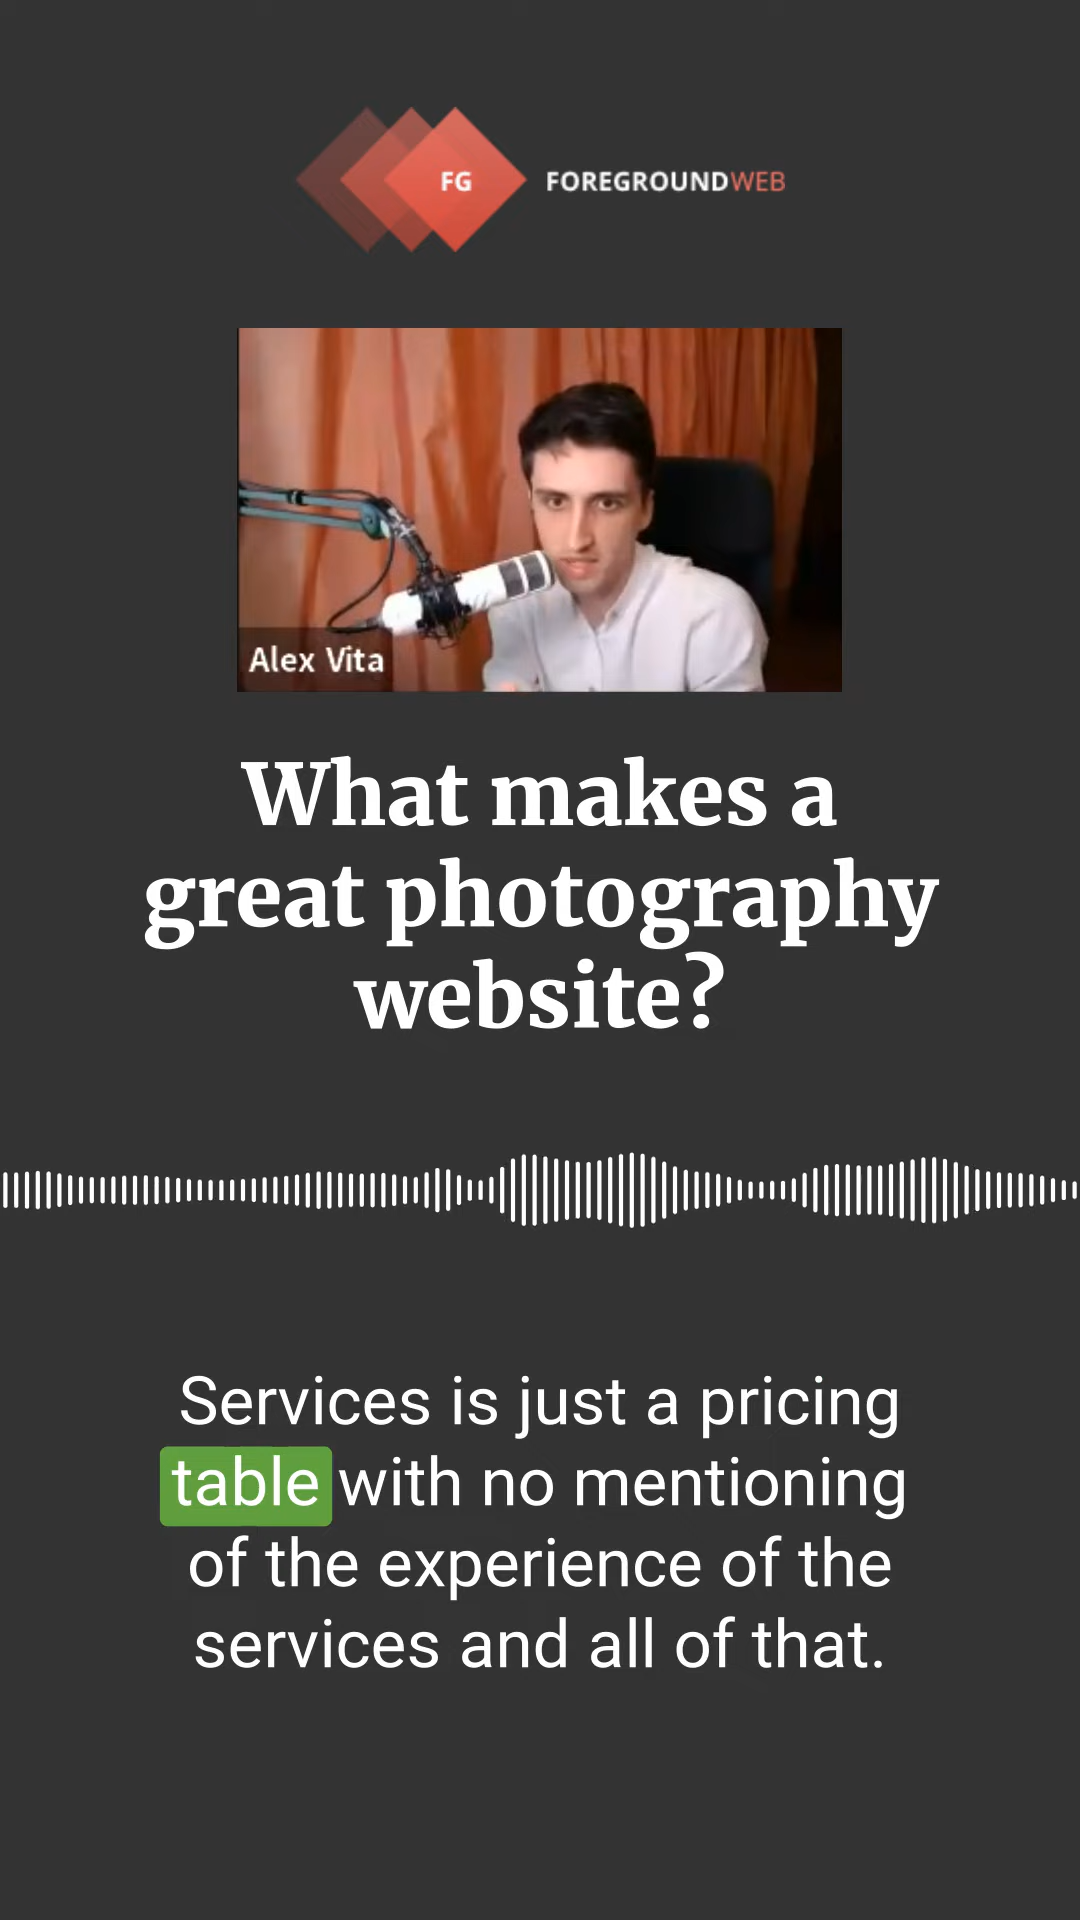 FG FOREGROUNDWEB
Alex Vita
What makes a
great photography
website?
Services is just a pricing
table with no mentioning
of the experience of the
services and all of that.